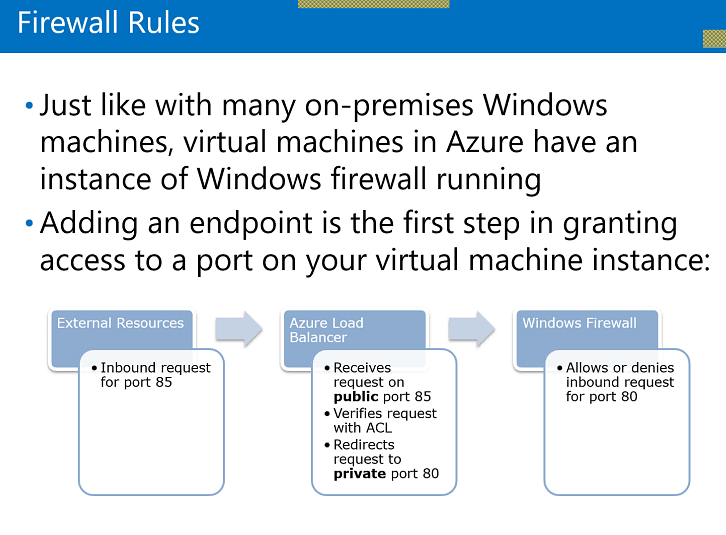 Firewall Rules
• Just like with many on-premises Windows
machines, virtual machines in Azure have an
instance of Windows firewall running
• Adding an endpoint is the first step in granting
access to a port on your virtual machine instance:
External Resources
• Inbound request
for port 85
Azure Load
Balancer
• Receives
request on
public port 85
• Verifies request
with ACL
• Redirects
request to
private port 80
Windows Firewall
• Allows or denies
inbound request
for port 80